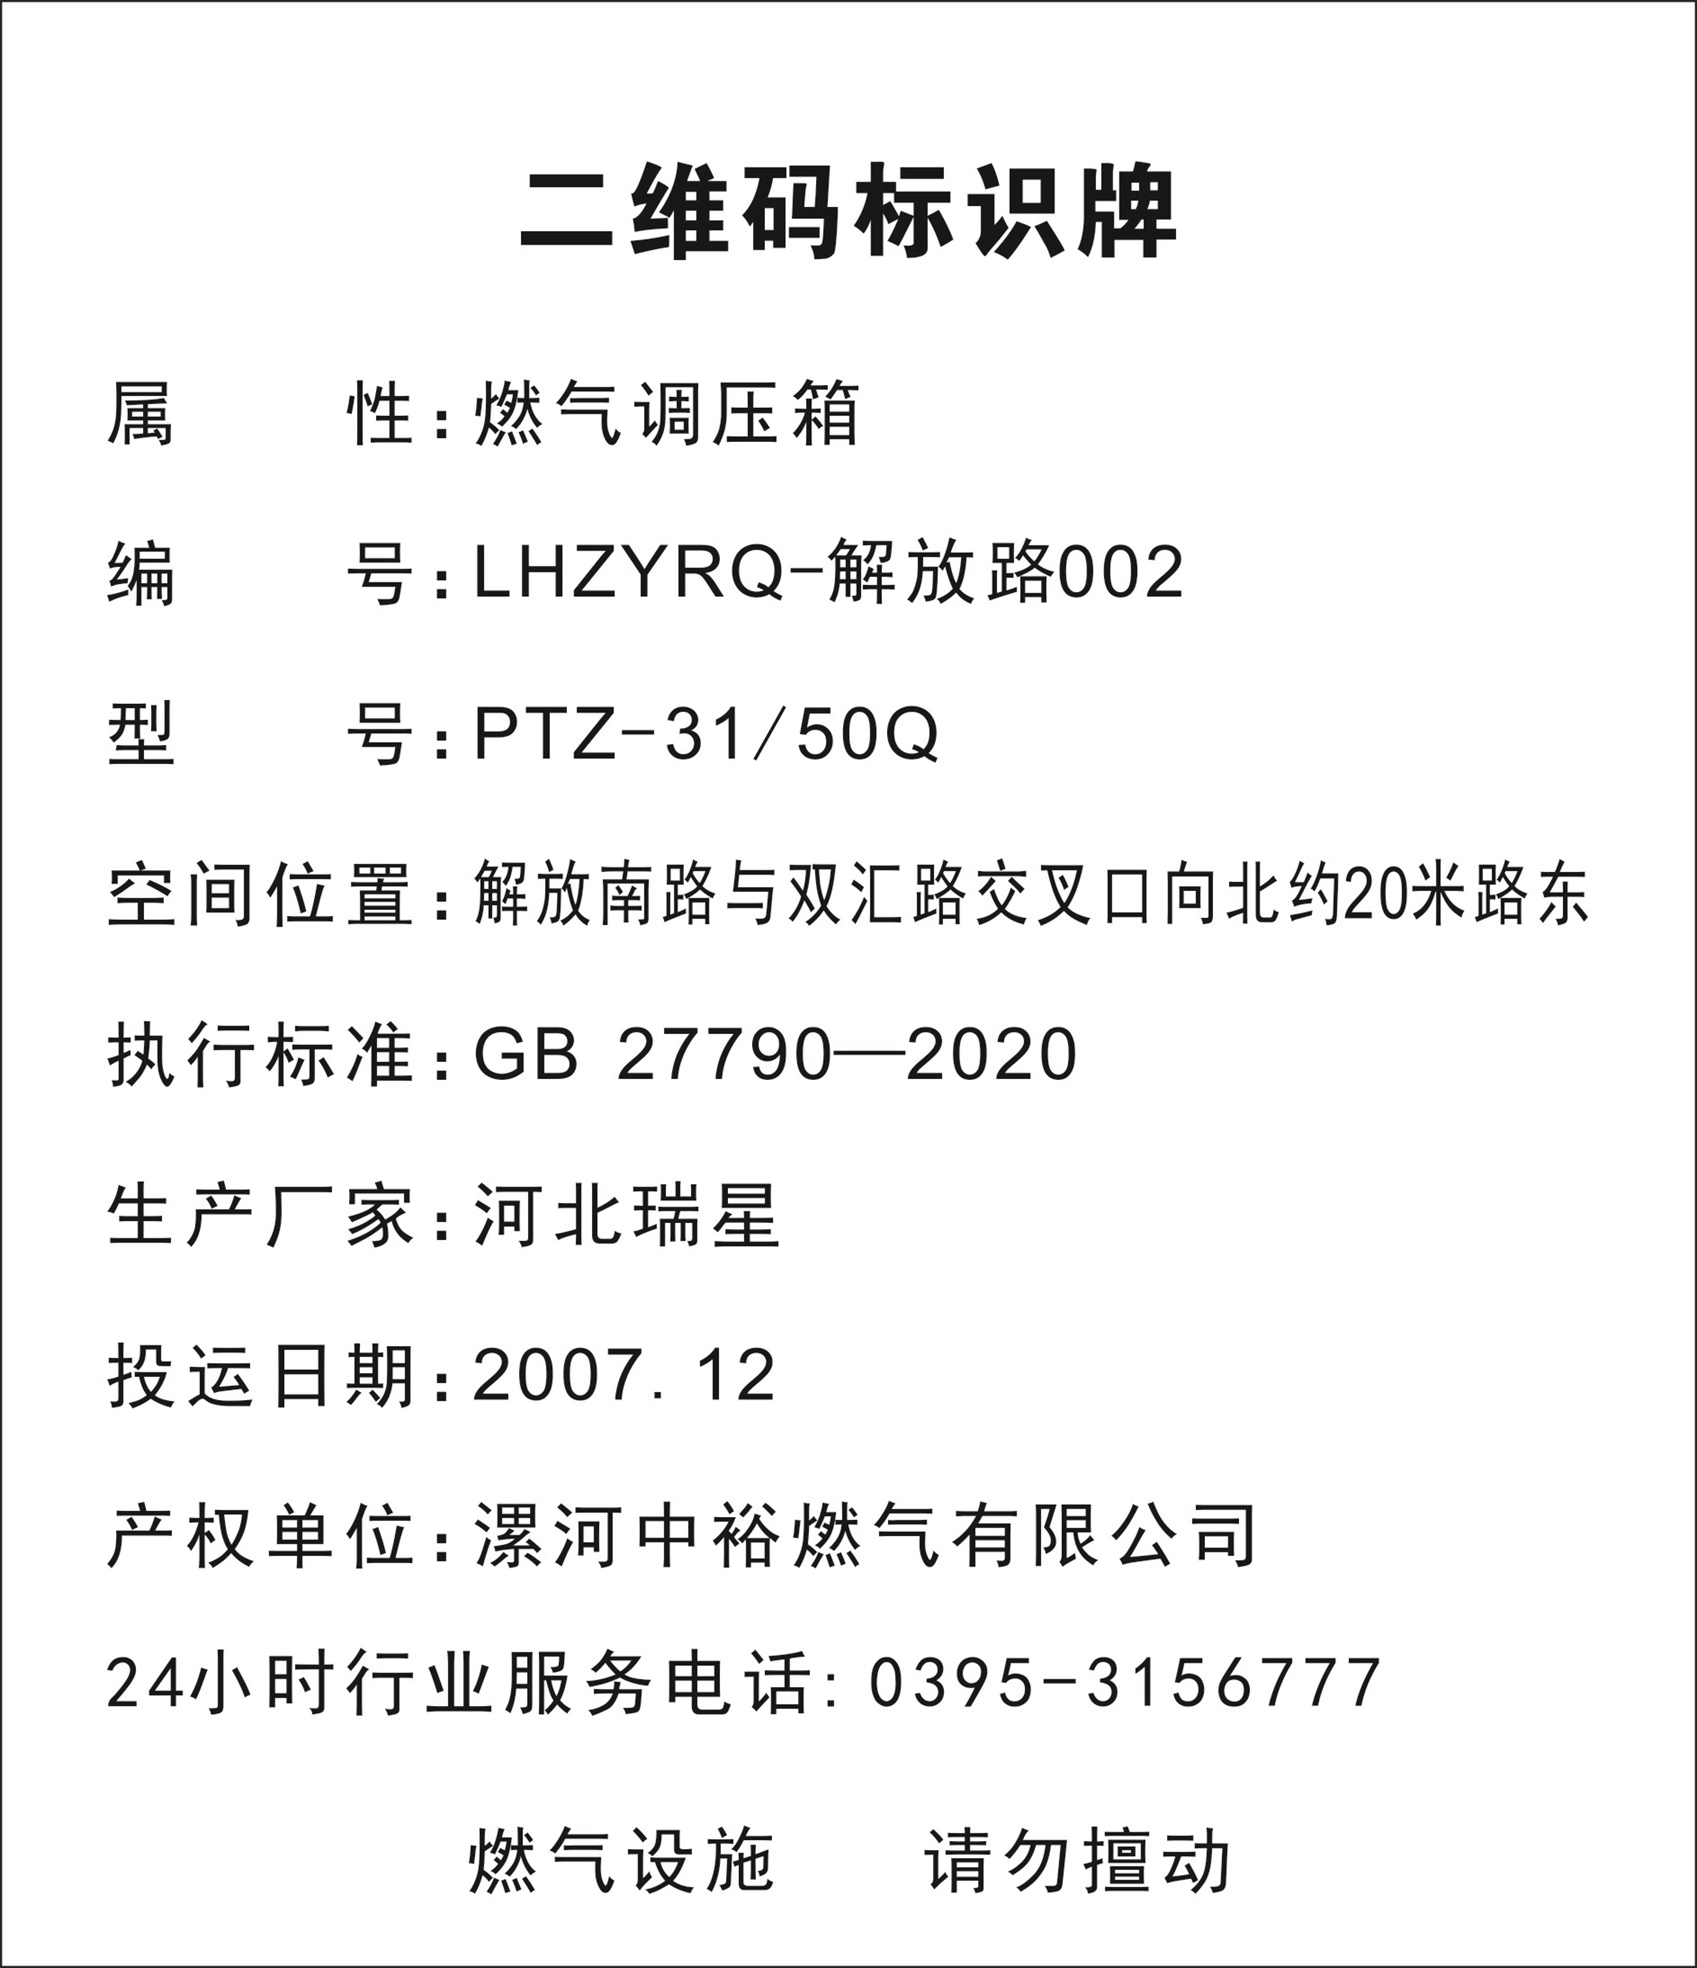 二维码标识牌
属性：燃气调压箱
编号：LHZYRQ-解放路002
型号：PTZ-31/50Q
空间位置：解放南路与双汇路交叉口向北约20米路东
执行标准：GB 27790—2020
生产厂家：河北瑞星
投运日期：2007.12
产权单位：漯河中裕燃气有限公司
24小时行业服务电话：0395-3156777
燃气设施 请勿擅动